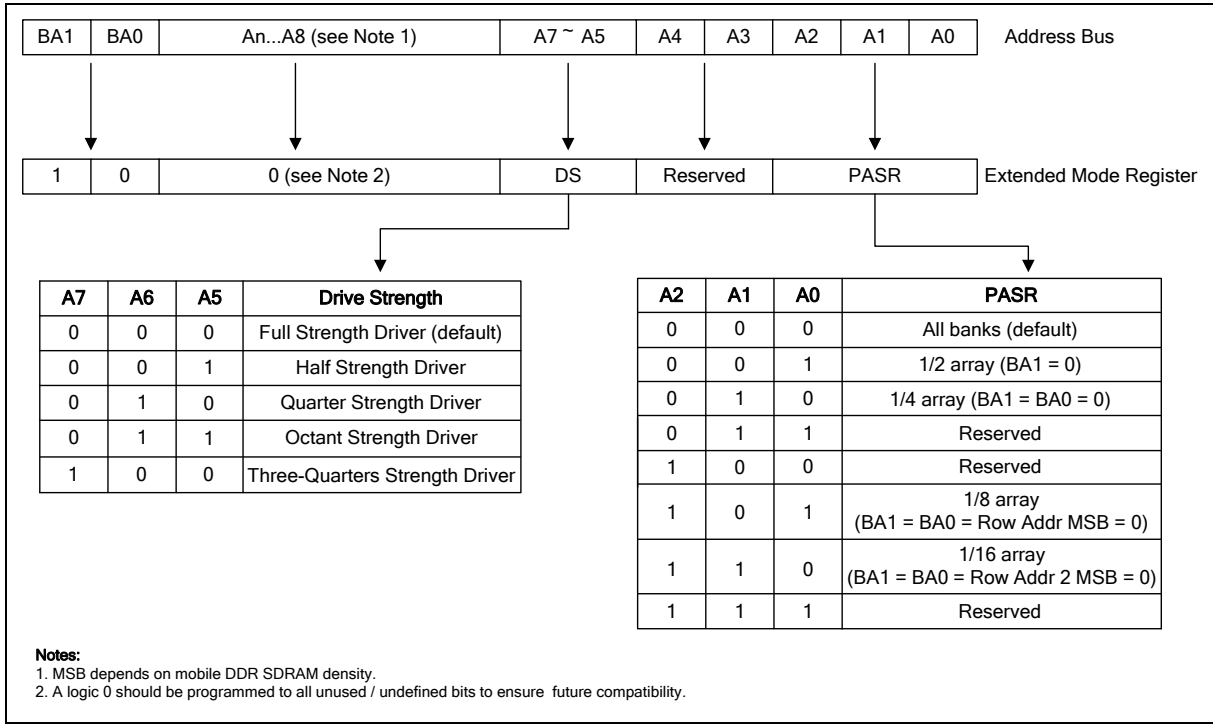 BA1 BA0 An...A8 (see Note 1) A7 ~ A5 A4 A3 A2 A1 A0 Address Bus
1 0 0 (see Note 2) DS Reserved PASR Extended Mode Register
A7 A6 A5 Drive Strength
0 0 0 Full Strength Driver (default)
0 0 1 Half Strength Driver
0 1 0 Quarter Strength Driver
0 1 1 Octant Strength Driver
1 0 0 Three-Quarters Strength Driver
A2 A1 A0 PASR
0 0 0 All banks (default)
0 0 1 1/2 array (BA1 = 0)
0 1 0 1/4 array (BA1 = BA0 = 0)
0 1 1 Reserved
1 0 0 Reserved
1 0 1 1/8 array
(BA1 = BA0 = Row Addr MSB = 0)
1 1 0 1/16 array
(BA1 = BA0 = Row Addr 2 MSB = 0)
1 1 1 Reserved
Notes:
1. MSB depends on mobile DDR SDRAM density.
2. A logic 0 should be programmed to all unused / undefined bits to ensure future compatibility.